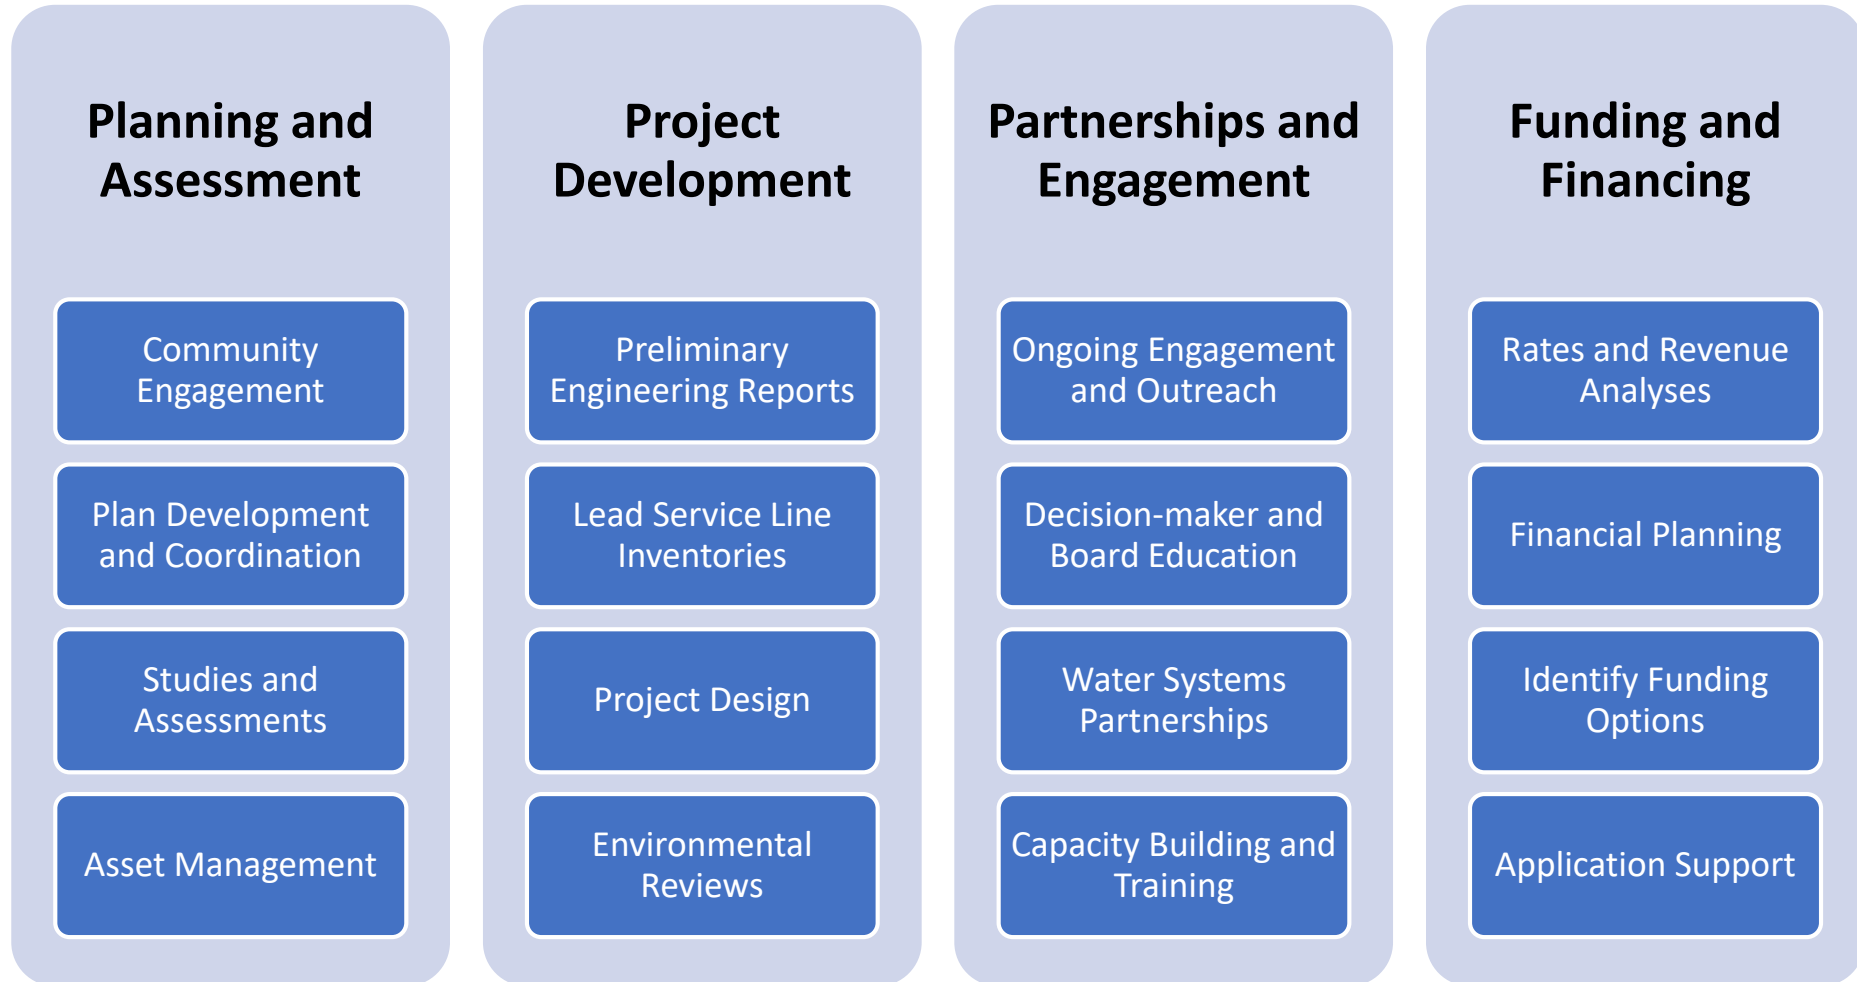 Planning and
Assessment
Community
Engagement
Plan Development
and Coordination
Studies and
Assessments
Asset Management
Project
Development
Preliminary
Engineering Reports
Lead Service Line
Inventories
Project Design
Environmental
Reviews
Partnerships and
Engagement
Ongoing Engagement
and Outreach
Decision-maker and
Board Education
Water Systems
Partnerships
Capacity Building and
Training
Funding and
Financing
Rates and Revenue
Analyses
Financial Planning
Identify Funding
Options
Application Support